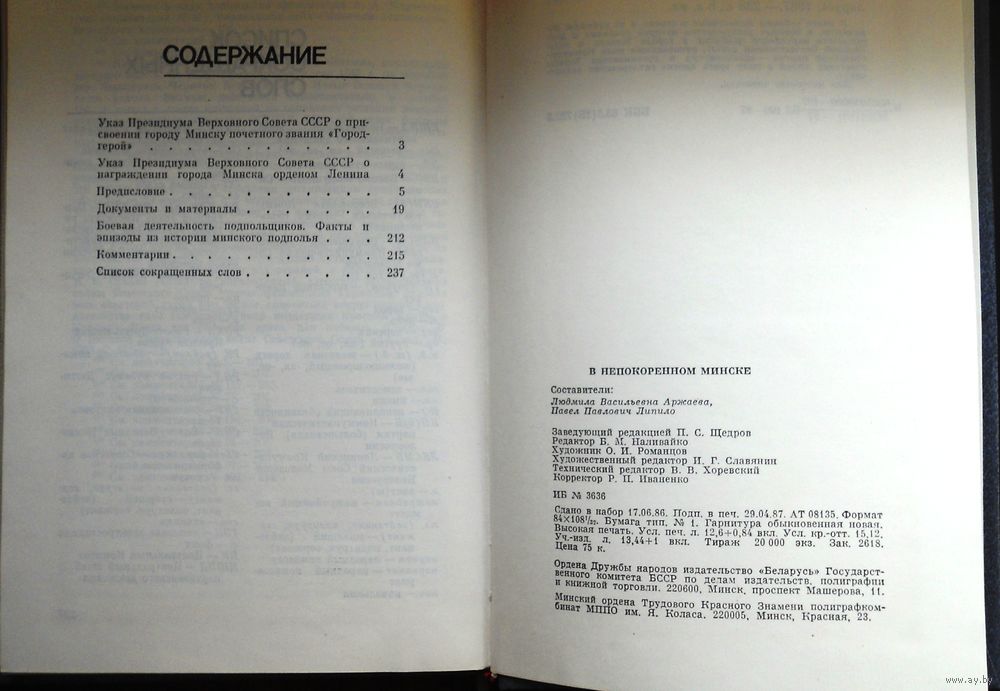 СОДЕРЖАНИЕ
Указ Президиума Верховного Совета СССР о при-
своении городу Минску почетного звания «Город-
герой» . . . . . . . . . . . . 3
Указ Президиума Верховного Совета СССР о
награждении города Минска орденом Ленина 4
Предисловие . . . . . . . . . . . 5
Документы и материалы . . . . . . . 19
Боевая деятельность подпольщиков. Факты и
эпизоды из истории минского подполья . . . 212
Комментарии . . . . . . . . . . . 215
Список сокращенных слов . . . . . . . 237
В НЕПОКОРЕННОМ МИНСКЕ
Составители:
Людмила Васильевна Аржаева,
Павел Павлович Липило
Заведующий редакцией П. С. Щедров
Редактор Б. М. Наливайко
Художник О. И. Романцов
Художественный редактор И. Г. Славянин
Технический редактор В. В. Хоревский
Корректор Р. П. Иваненко
ИБ № 3636
Сдано в набор 17.06.86. Подп. в печ. 29.04.87. АТ 08135. Формат
84×108¹/₃₂. Бумага тип. № 1. Гарнитура обыкновенная новая.
Высокая печать. Усл. печ. л. 12,6+0,84 вкл. Усл. кр.-отт. 15,12.
Уч.-изд. л. 13,44+1 вкл. Тираж 20 000 экз. Зак. 2618.
Цена 75 к.
Ордена Дружбы народов издательство «Беларусь» Государст-
венного комитета БССР по делам издательств, полиграфии
и книжной торговли. 220600, Минск, проспект Машерова, 11.
Минский ордена Трудового Красного Знамени полиграфком-
бинат МППО им. Я. Коласа. 220005, Минск, Красная, 23.
www.ay.by